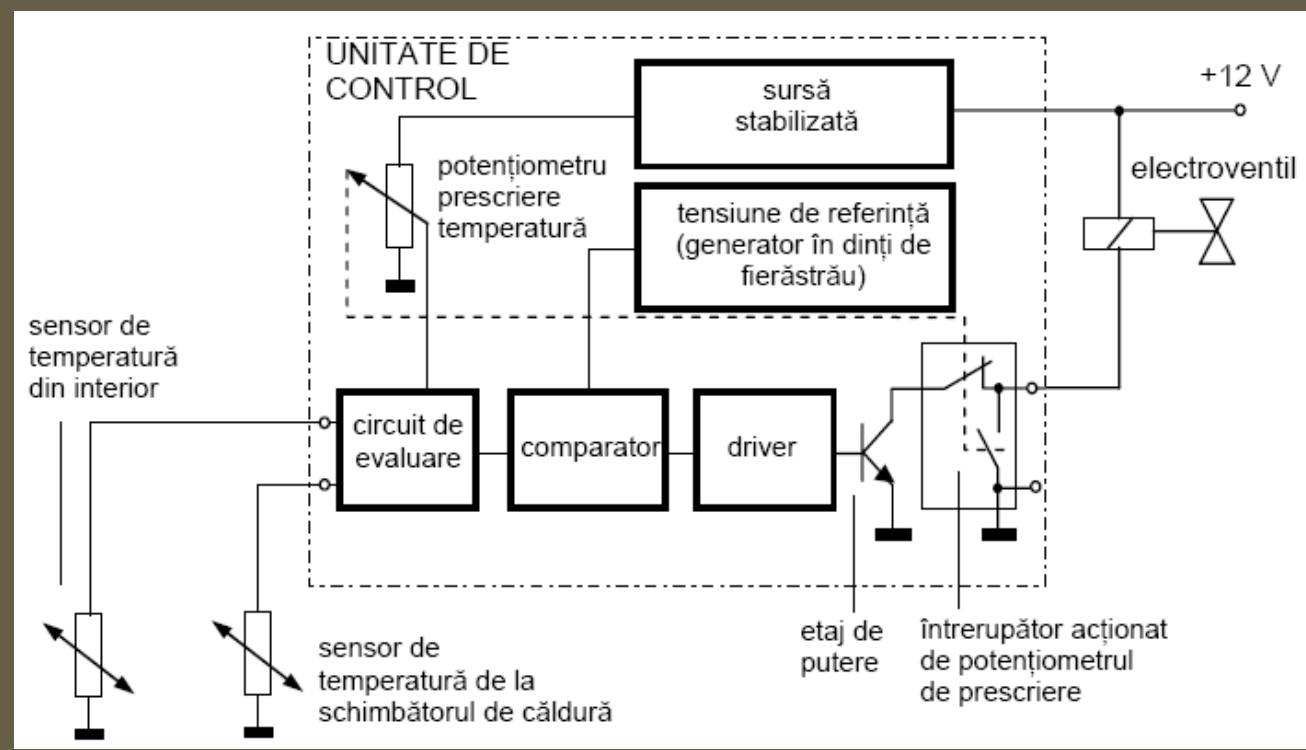 UNITATE DE
CONTROL
sursă
stabilizată
+12 V
electroventil
potențiometru
prescriere
temperatură
tensiune de referință
(generator în dinți de
fierăstrău)
sensor de
temperatură
din interior
circuit de
evaluare
comparator
driver
etaj de
putere
întrerupător acționat
de potențiometrul
de prescriere
sensor de
temperatură de la
schimbătorul de căldură